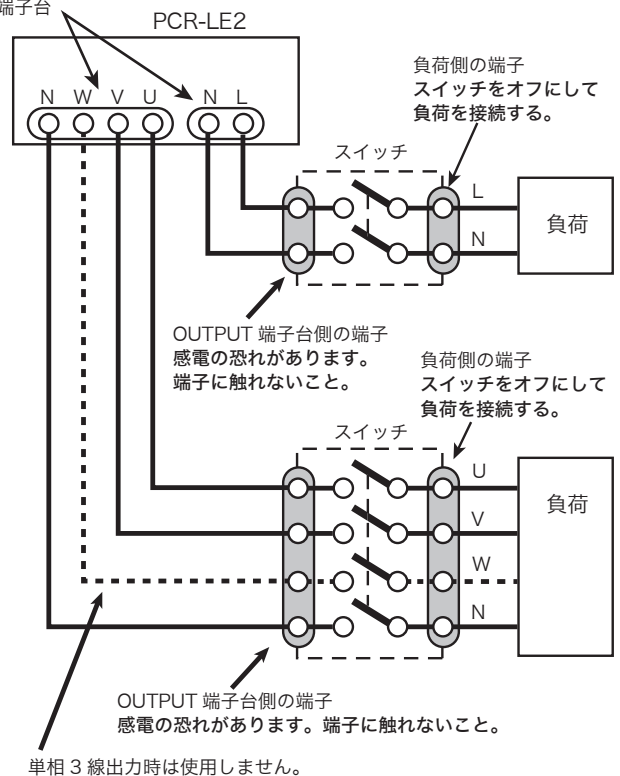 端子台
PCR-LE2
N W V U N L
負荷側の端子
スイッチをオフにして
負荷を接続する。
スイッチ
L
N
負荷
OUTPUT 端子台側の端子
感電の恐れがあります。
端子に触れないこと。
負荷側の端子
スイッチをオフにして
負荷を接続する。
スイッチ
U
V
W
N
負荷
OUTPUT 端子台側の端子
感電の恐れがあります。端子に触れないこと。
単相 3 線出力時は使用しません。